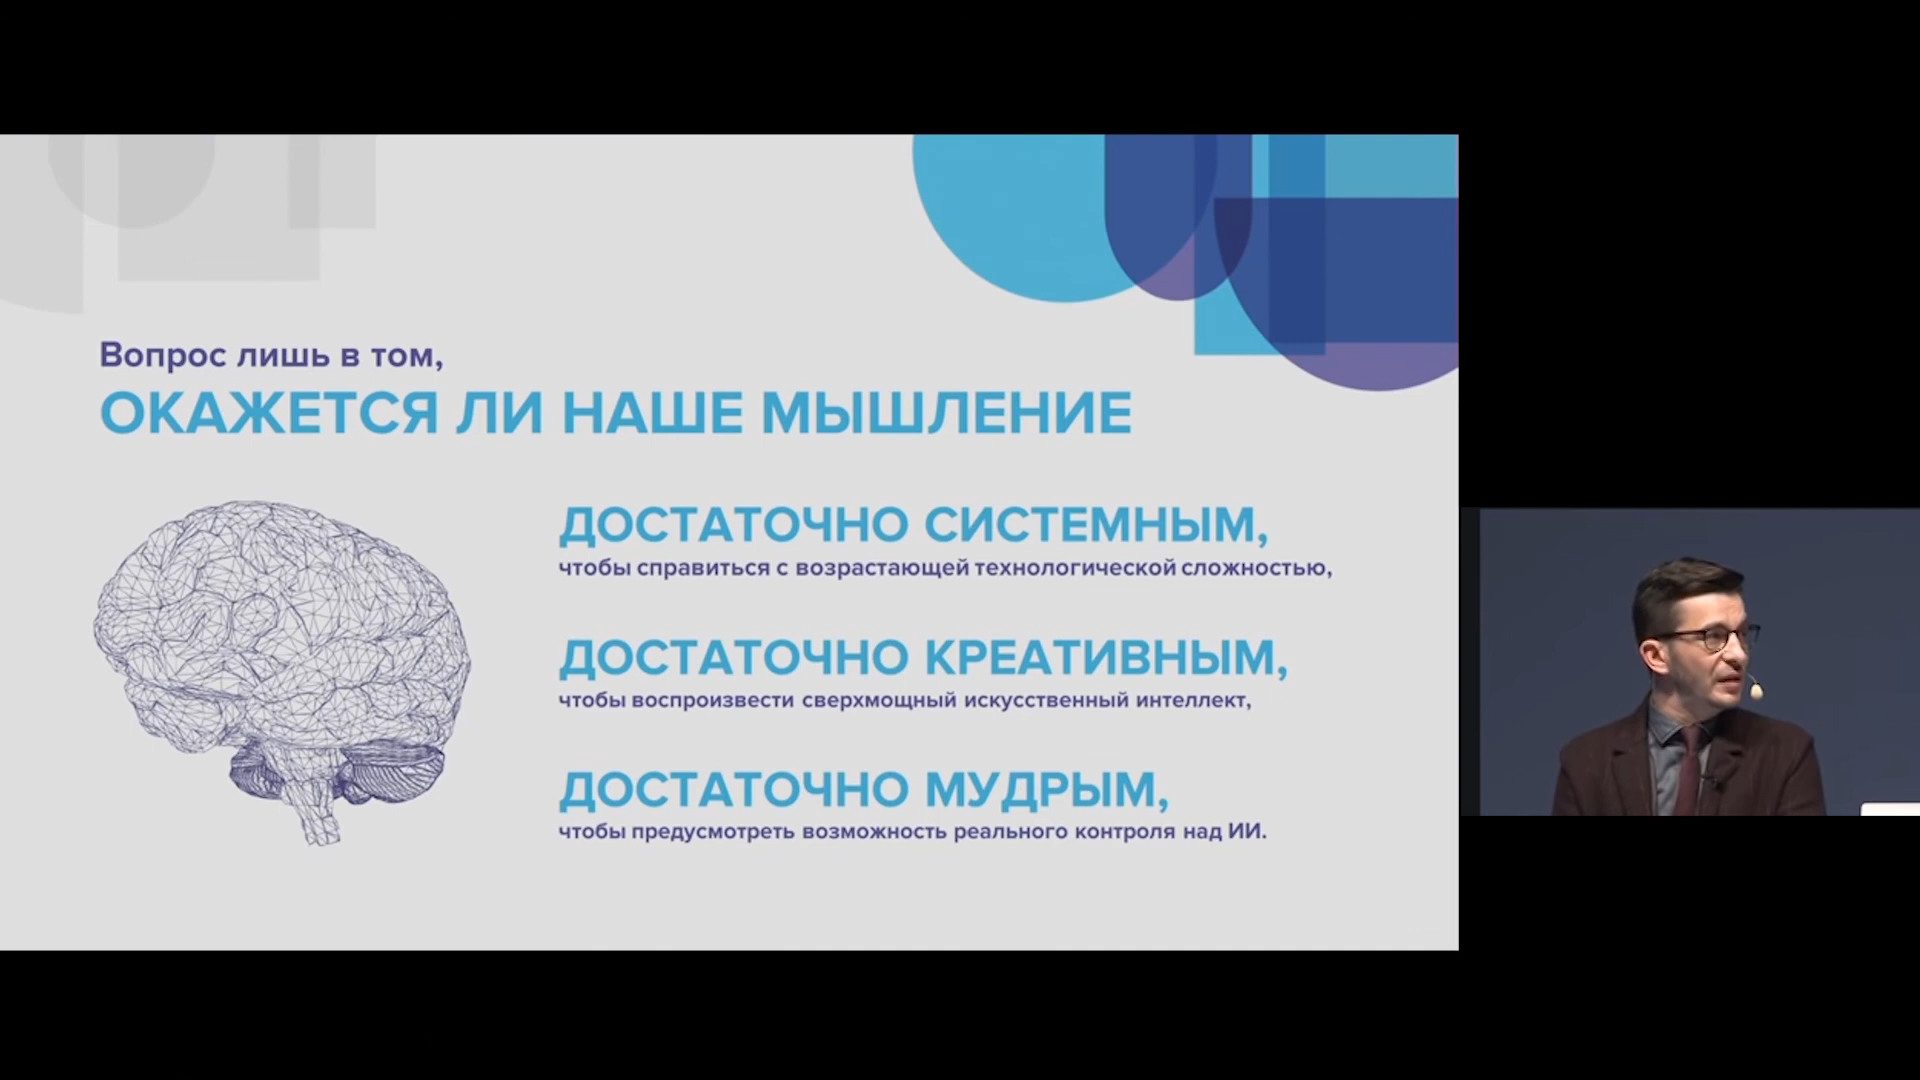 Вопрос лишь в том,
ОКАЖЕТСЯ ЛИ НАШЕ МЫШЛЕНИЕ
ДОСТАТОЧНО СИСТЕМНЫМ,
чтобы справиться с возрастающей технологической сложностью,
ДОСТАТОЧНО КРЕАТИВНЫМ,
чтобы воспроизвести сверхмощный искусственный интеллект,
ДОСТАТОЧНО МУДРЫМ,
чтобы предусмотреть возможность реального контроля над ИИ.